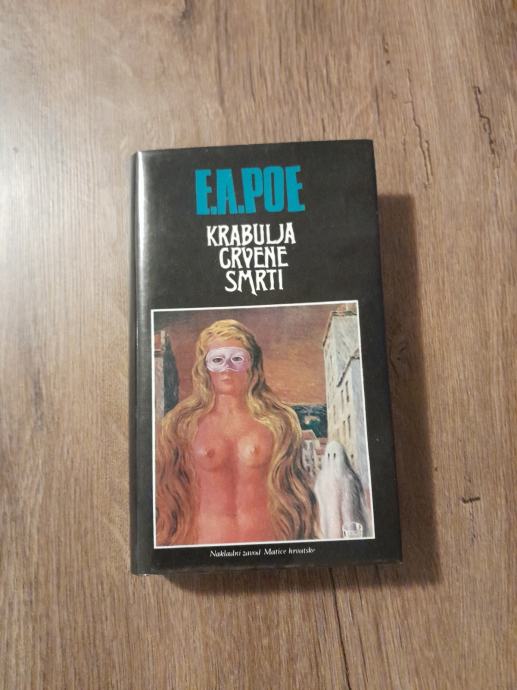 E.A.POE
KRABULJA
CRVENE
SMRTI
Nakladni zavod Matice hrvatske